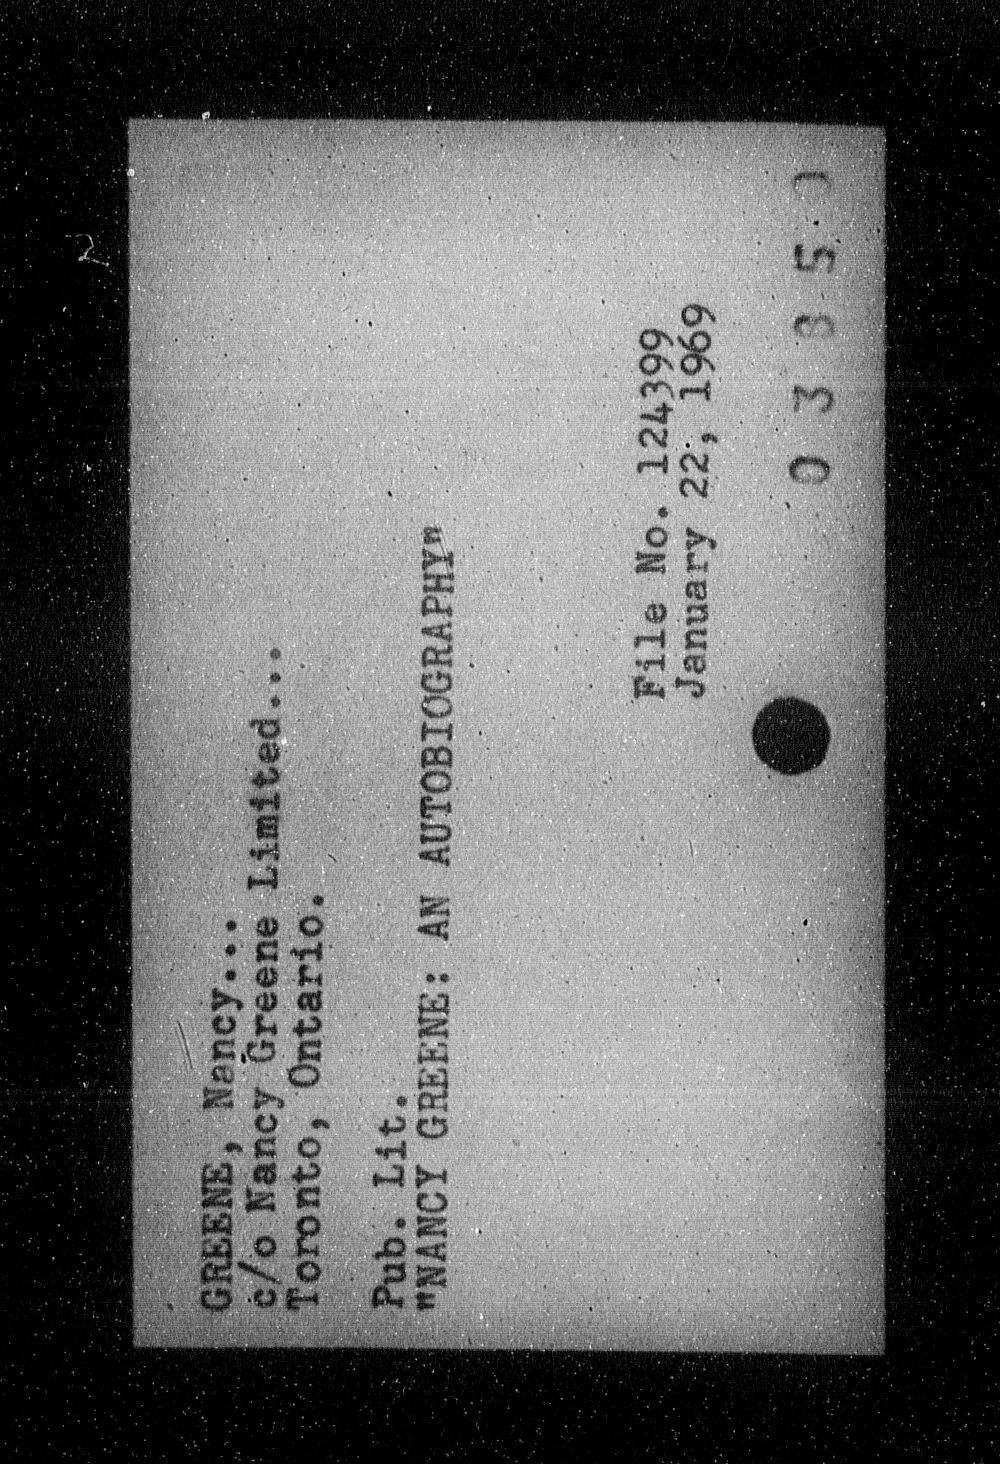 GREENE, Nancy...
c/o Nancy Greene Limited...
Toronto, Ontario.
Pub. Lit.
"NANCY GREENE: AN AUTOBIOGRAPHY"
File No. 124399
January 22, 1969